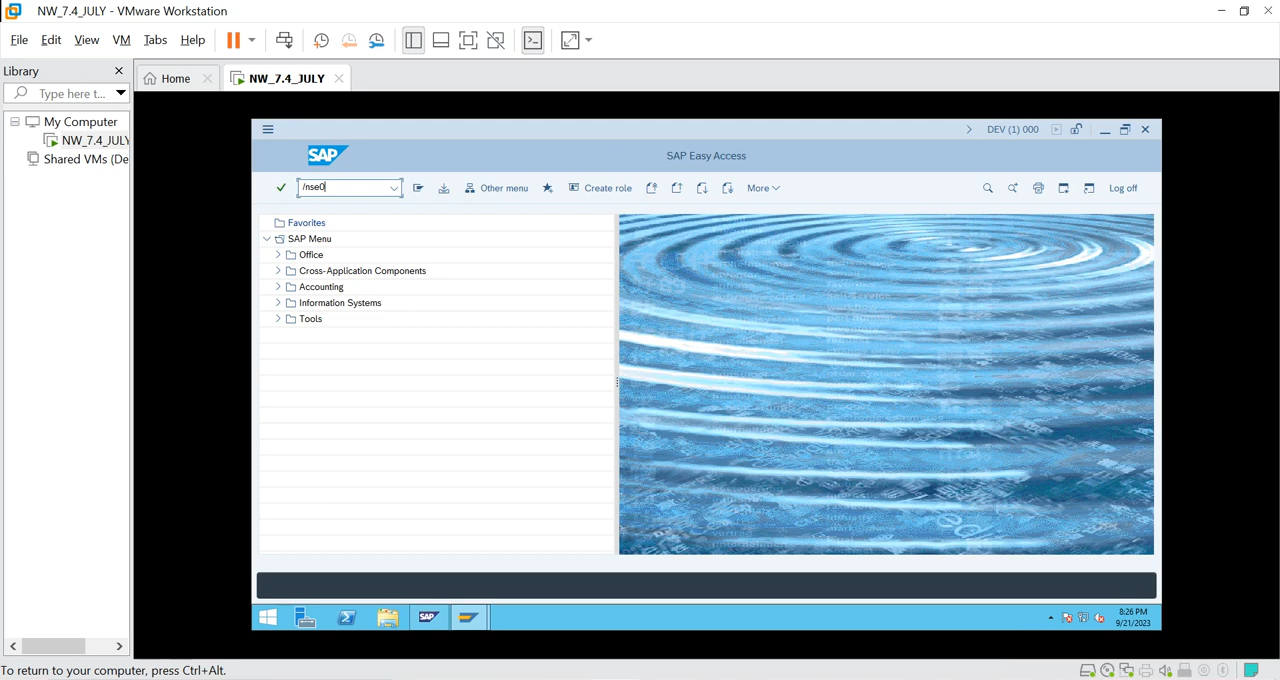 NW_7.4_JULY - VMware Workstation
File Edit View VM Tabs Help
Library
Type here t...
My Computer
NW_7.4_JULY
Shared VMs (De
Home
NW_7.4_JULY
DEV (1) 000
SAP
SAP Easy Access
/nse0
Other menu
Create role
More
Log off
Favorites
SAP Menu
Office
Cross-Application Components
Accounting
Information Systems
Tools
SAP
8:26 PM
9/21/2023
To return to your computer, press Ctrl+Alt.